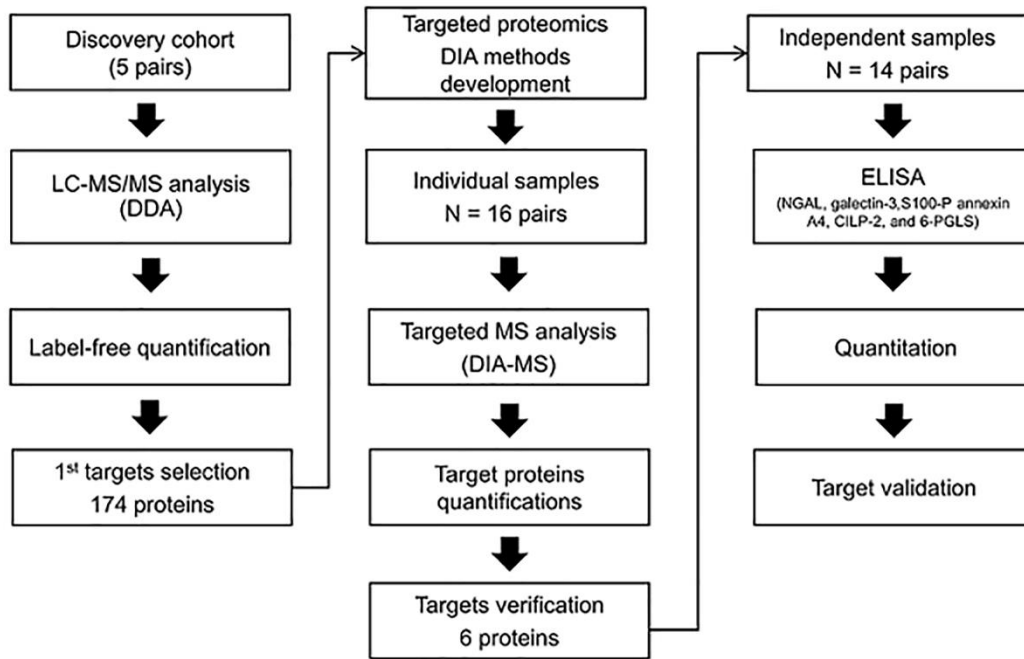 Discovery cohort
(5 pairs)
LC-MS/MS analysis
(DDA)
Label-free quantification
1st targets selection
174 proteins
Targeted proteomics
DIA methods
development
Individual samples
N = 16 pairs
Targeted MS analysis
(DIA-MS)
Target proteins
quantifications
Targets verification
6 proteins
Independent samples
N = 14 pairs
ELISA
(NGAL, galectin-3,S100-P annexin
A4, CILP-2, and 6-PGLS)
Quantitation
Target validation